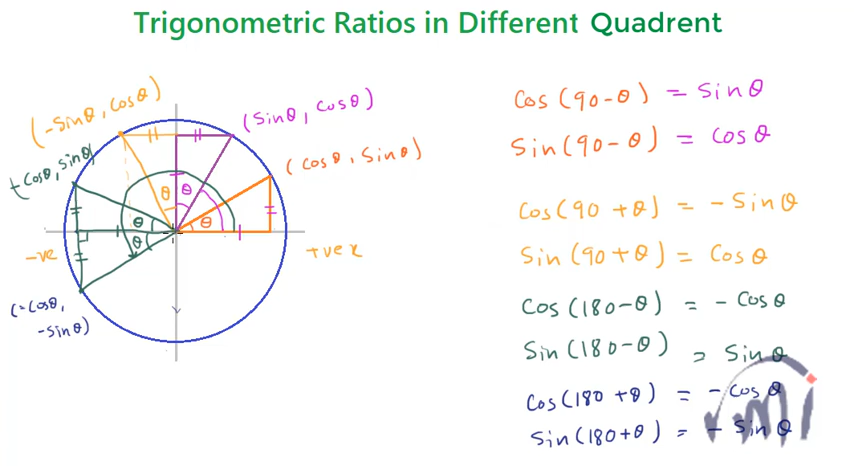 Trigonometric Ratios in Different Quadrent
(-Sinθ, Cosθ)
(Sinθ, Cosθ)
(Cosθ, Sinθ)
(-Cosθ, Sinθ)
θ
θ
θ
θ
θ
-ve
+ve x
(-Cosθ,
-Sinθ)
Cos(90-θ) = Sinθ
Sin(90-θ) = Cosθ
Cos(90+θ) = -Sinθ
Sin(90+θ) = Cosθ
Cos(180-θ) = -Cosθ
Sin(180-θ) = Sinθ
Cos(180+θ) = -Cosθ
Sin(180+θ) = -Sinθ